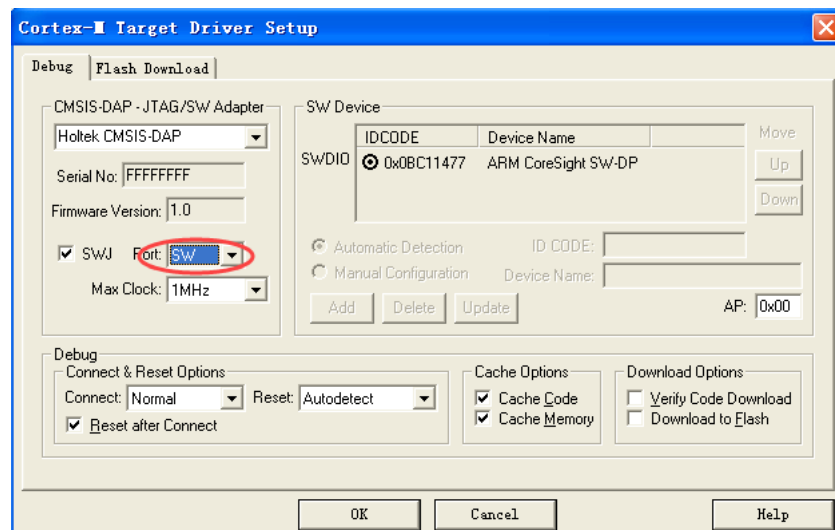 Cortex-M Target Driver Setup
Debug
Flash Download
CMSIS-DAP - JTAG/SW Adapter
Holtek CMSIS-DAP
Serial No: FFFFFFFF
Firmware Version: 1.0
SWJ Port: SW
Max Clock: 1MHz
SW Device
IDCODE Device Name
SWDIO 0x0BC11477 ARM CoreSight SW-DP
Move
Up
Down
Automatic Detection ID CODE:
Manual Configuration Device Name:
Add Delete Update AP: 0x00
Debug
Connect & Reset Options
Connect: Normal Reset: Autodetect
Reset after Connect
Cache Options
Cache Code
Cache Memory
Download Options
Verify Code Download
Download to Flash
OK Cancel Help